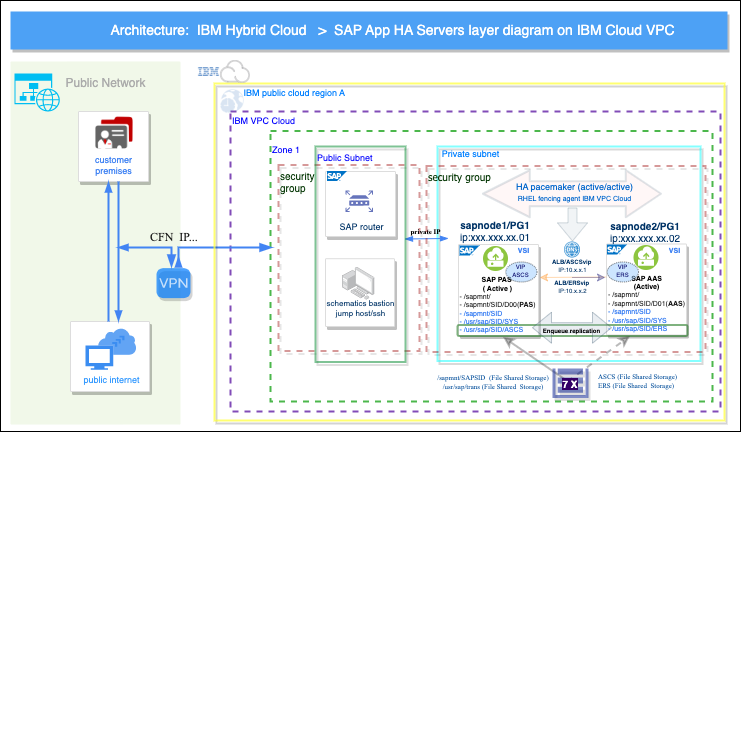 Architecture: IBM Hybrid Cloud > SAP App HA Servers layer diagram on IBM Cloud VPC
Public Network
customer
premises
CFN IP...
VPN
public internet
IBM
IBM public cloud region A
IBM VPC Cloud
Zone 1
Public Subnet
security
group
SAP
SAP router
schematics bastion
jump host/ssh
private IP
Private subnet
security group
HA pacemaker (active/active)
RHEL fencing agent IBM VPC Cloud
sapnode1/PG1
ip:xxx.xxx.xx.01
SAP
VSI
VIP
ASCS
SAP PAS
( Active )
- /sapmnt/
- /sapmnt/SID/D00(PAS)
- /sapmnt/SID
- /usr/sap/SID/SYS
- /usr/sap/SID/ASCS
DNS
ALB/ASCSvip
IP:10.x.x.1
ALB/ERSvip
IP:10.x.x.2
Enqueue replication
sapnode2/PG1
ip:xxx.xxx.xx.02
SAP
VSI
VIP
ERS
SAP AAS
(Active)
- /sapmnt/
- /sapmnt/SID/D01(AAS)
- /sapmnt/SID
- /usr/sap/SID/SYS
- /usr/sap/SID/ERS
/sapmnt/SAPSID (File Shared Storage)
/usr/sap/trans (File Shared Storage)
7 X
ASCS (File Shared Storage)
ERS (File Shared Storage)